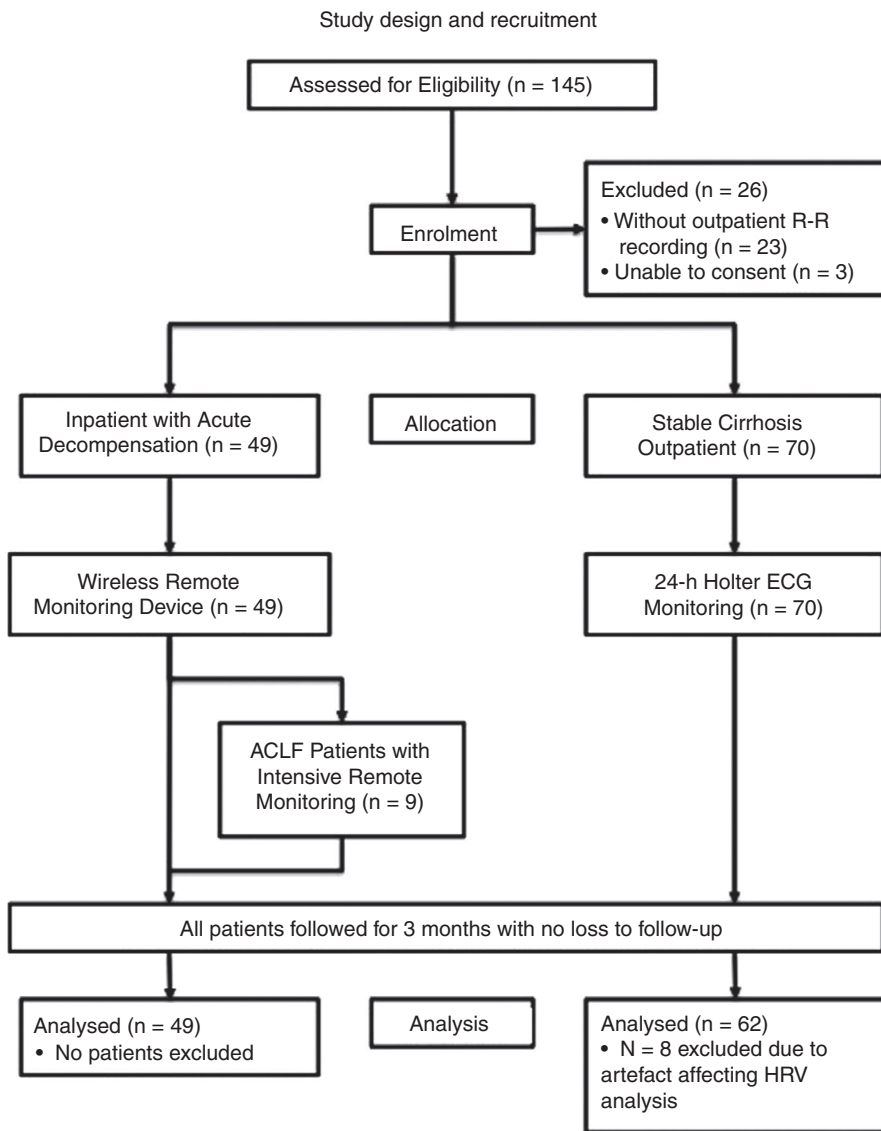 Study design and recruitment
Assessed for Eligibility (n = 145)
Enrolment
Excluded (n = 26)
• Without outpatient R-R
recording (n = 23)
• Unable to consent (n = 3)
Inpatient with Acute
Decompensation (n = 49)
Allocation
Stable Cirrhosis
Outpatient (n = 70)
Wireless Remote
Monitoring Device (n = 49)
24-h Holter ECG
Monitoring (n = 70)
ACLF Patients with
Intensive Remote
Monitoring (n = 9)
All patients followed for 3 months with no loss to follow-up
Analysed (n = 49)
• No patients excluded
Analysis
Analysed (n = 62)
• N = 8 excluded due to
artefact affecting HRV
analysis